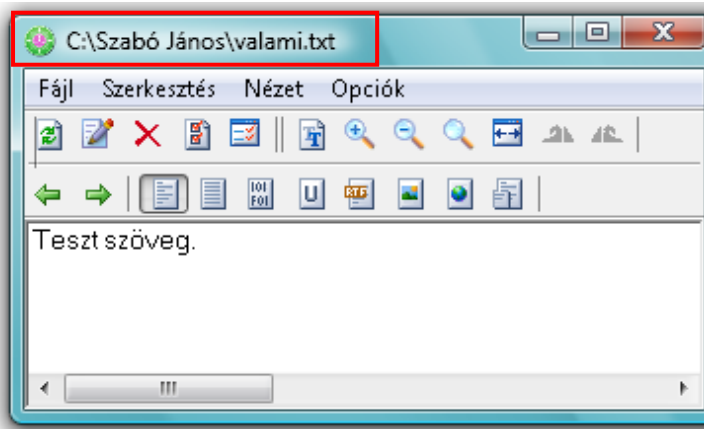 C:\Szabó János\valami.txt
Fájl Szerkesztés Nézet Opciók
Teszt szöveg.